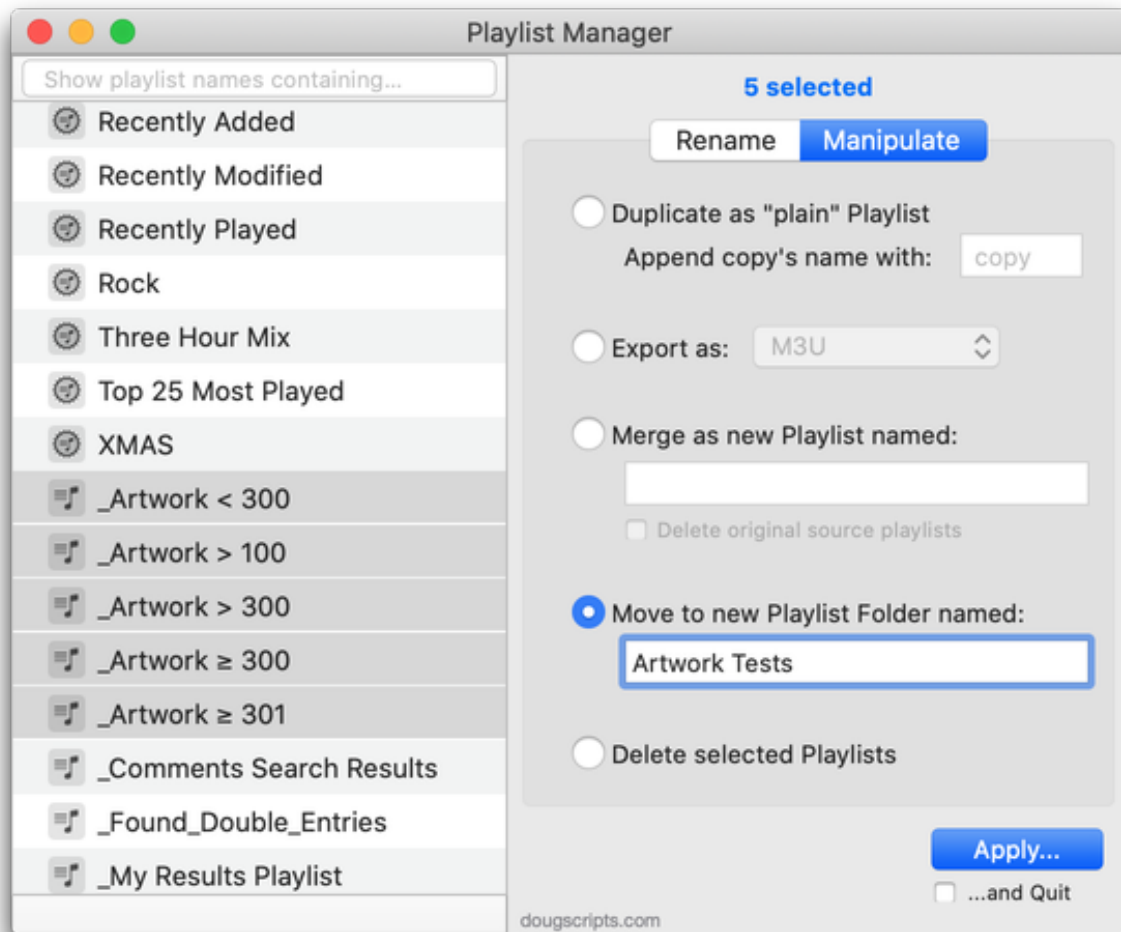 Playlist Manager
Show playlist names containing...
Recently Added
Recently Modified
Recently Played
Rock
Three Hour Mix
Top 25 Most Played
XMAS
_Artwork < 300
_Artwork > 100
_Artwork > 300
_Artwork ≥ 300
_Artwork ≥ 301
_Comments Search Results
_Found_Double_Entries
_My Results Playlist
5 selected
Rename Manipulate
Duplicate as "plain" Playlist
Append copy's name with: copy
Export as: M3U
Merge as new Playlist named:
Delete original source playlists
Move to new Playlist Folder named:
Artwork Tests
Delete selected Playlists
Apply...
...and Quit
dougscripts.com